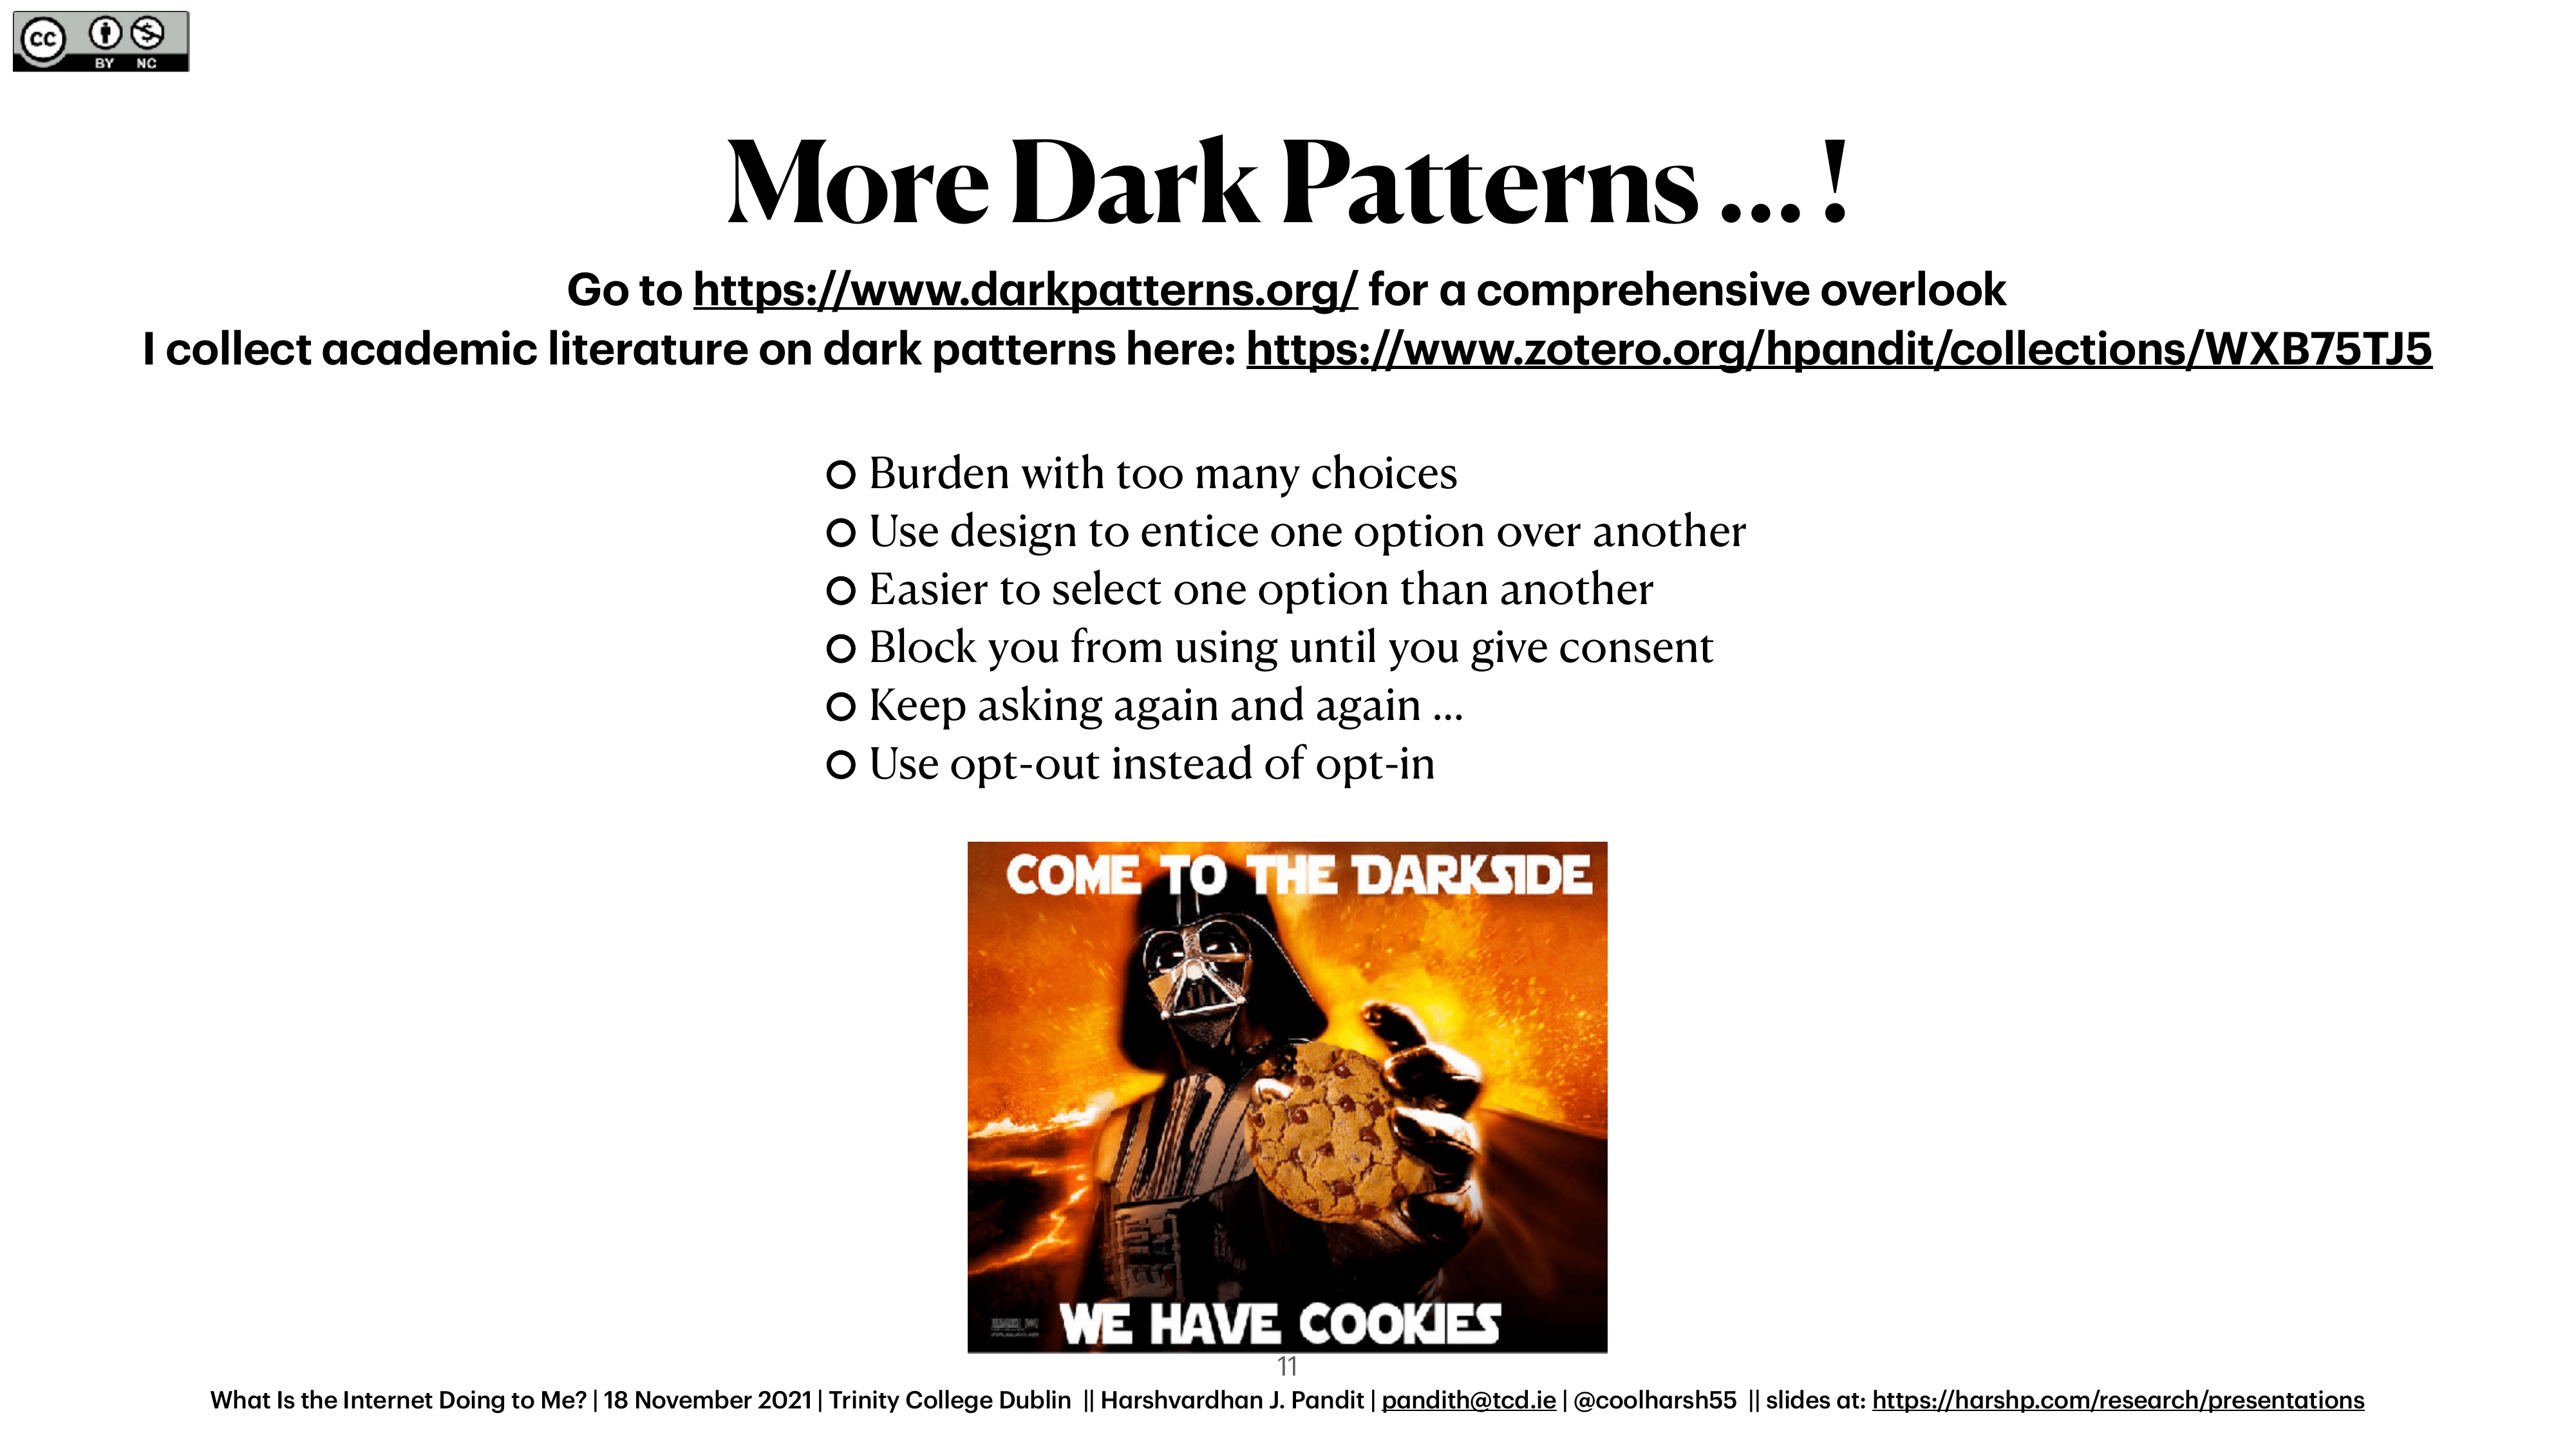 CC BY NC
More Dark Patterns ... !
Go to https://www.darkpatterns.org/ for a comprehensive overlook
I collect academic literature on dark patterns here: https://www.zotero.org/hpandit/collections/WXB75TJ5
Burden with too many choices
Use design to entice one option over another
Easier to select one option than another
Block you from using until you give consent
Keep asking again and again ...
Use opt-out instead of opt-in
COME TO THE DARKSIDE
WE HAVE COOKIES
11
What Is the Internet Doing to Me? | 18 November 2021 | Trinity College Dublin || Harshvardhan J. Pandit | pandith@tcd.ie | @coolharsh55 || slides at: https://harshp.com/research/presentations